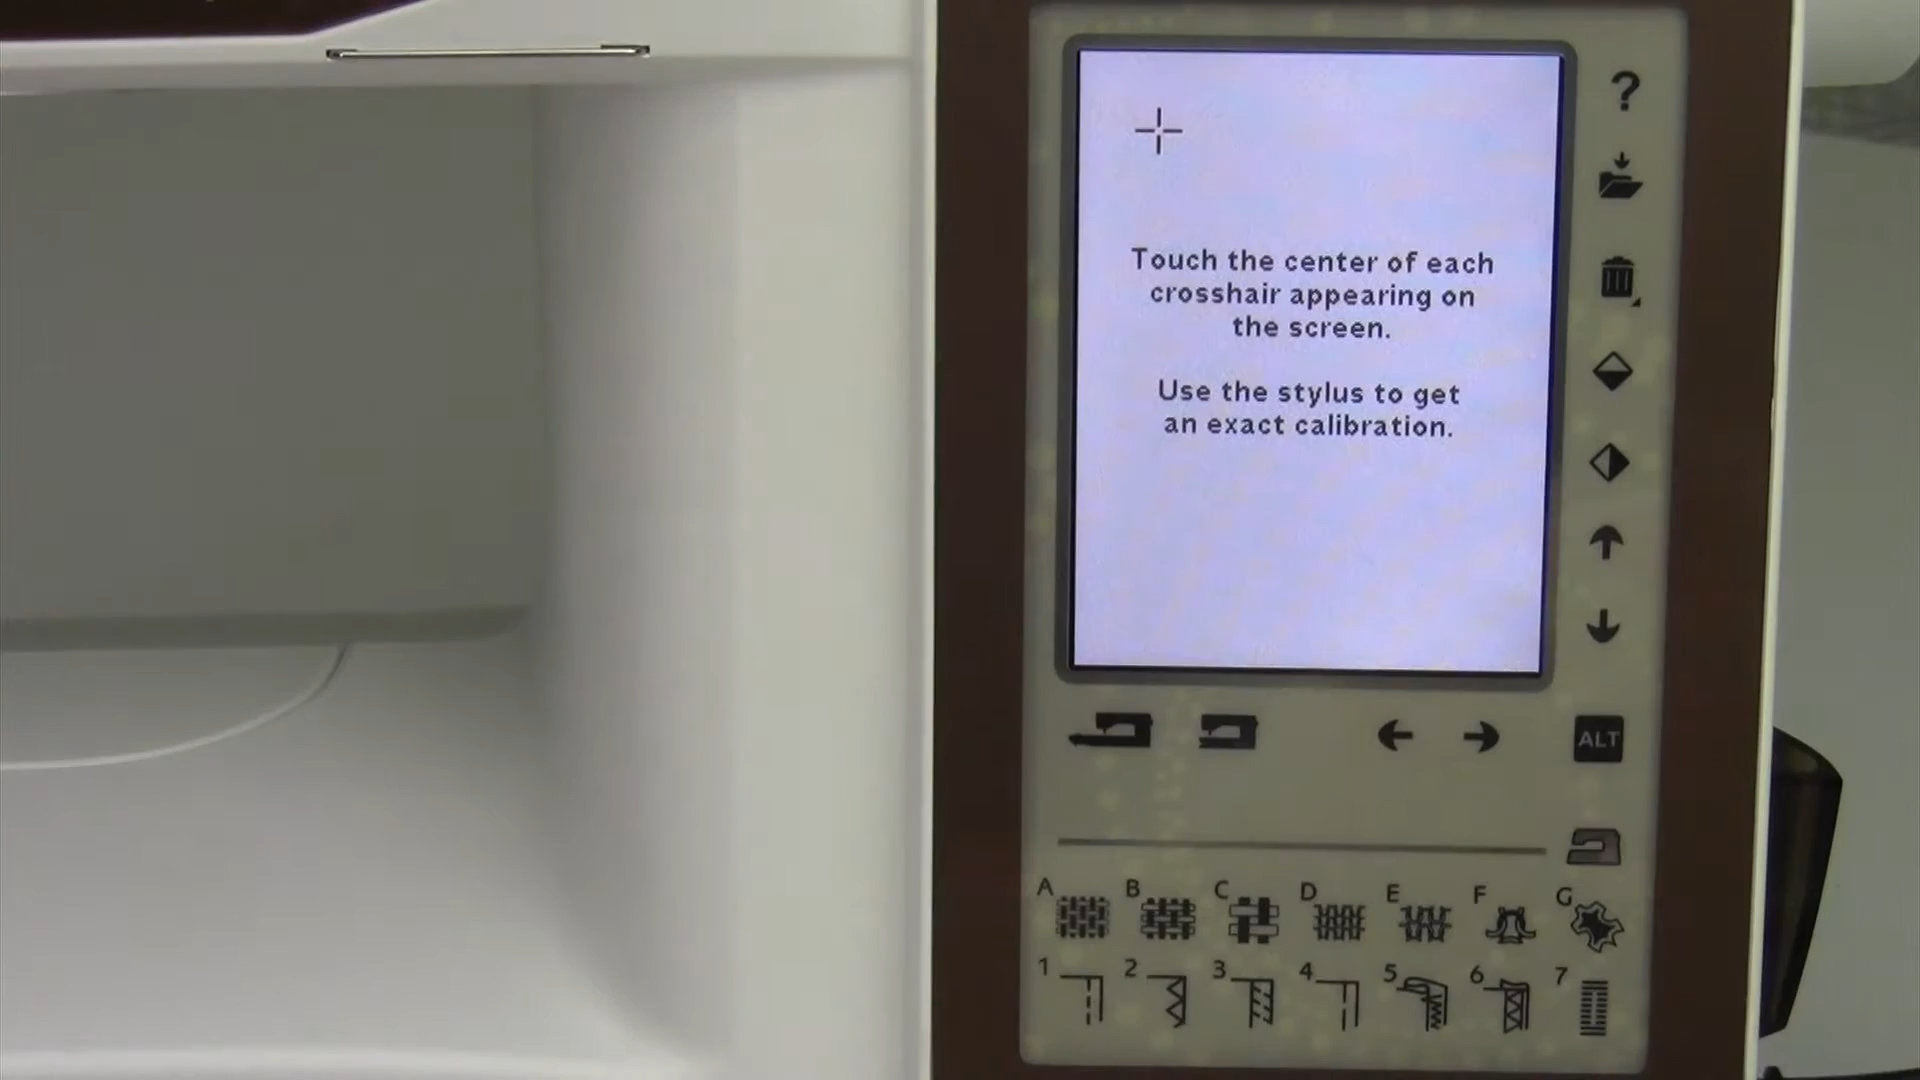 ?
Touch the center of each
crosshair appearing on
the screen.
Use the stylus to get
an exact calibration.
ALT
A B C D E F G
1 2 3 4 5 6 7